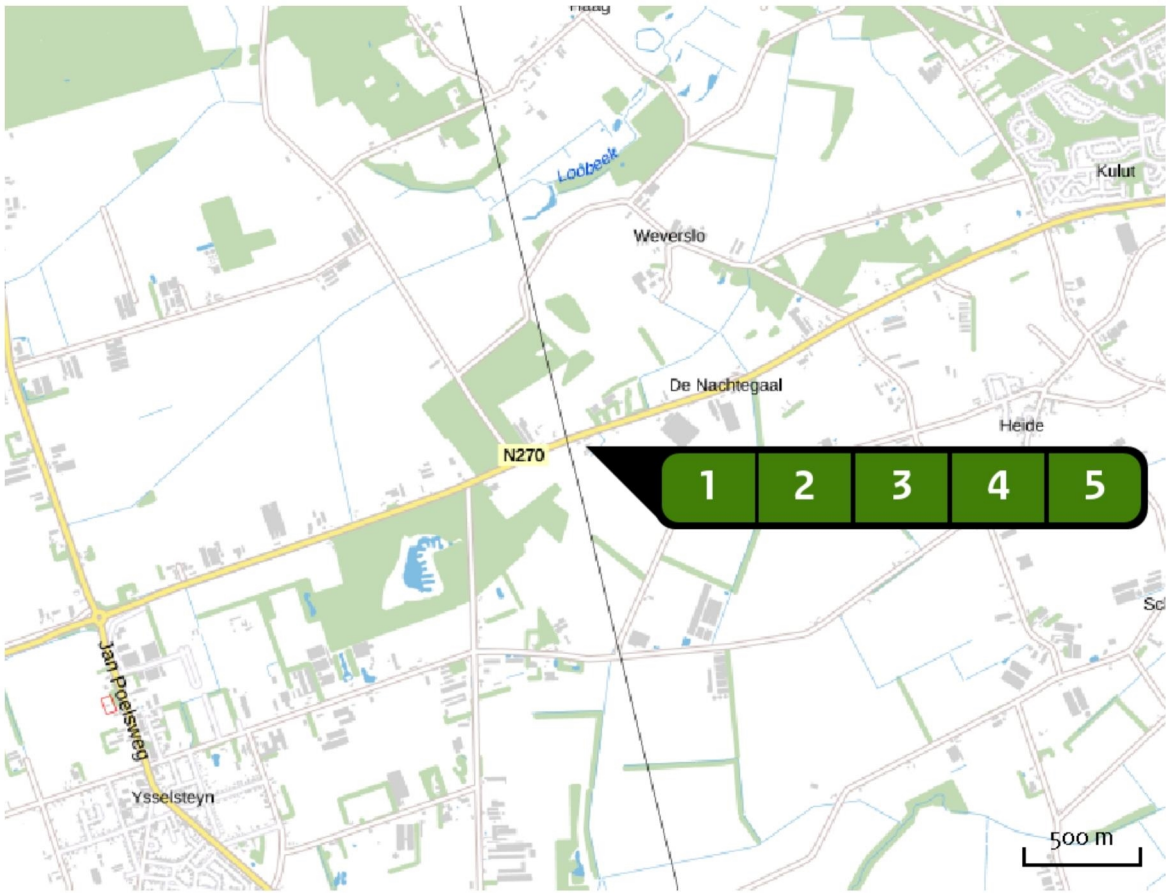 Haag
Loobeek
Kulut
Weverslo
De Nachtegaal
Heide
N270
1 2 3 4 5
Jan Poelsweg
Ysselsteyn
500 m